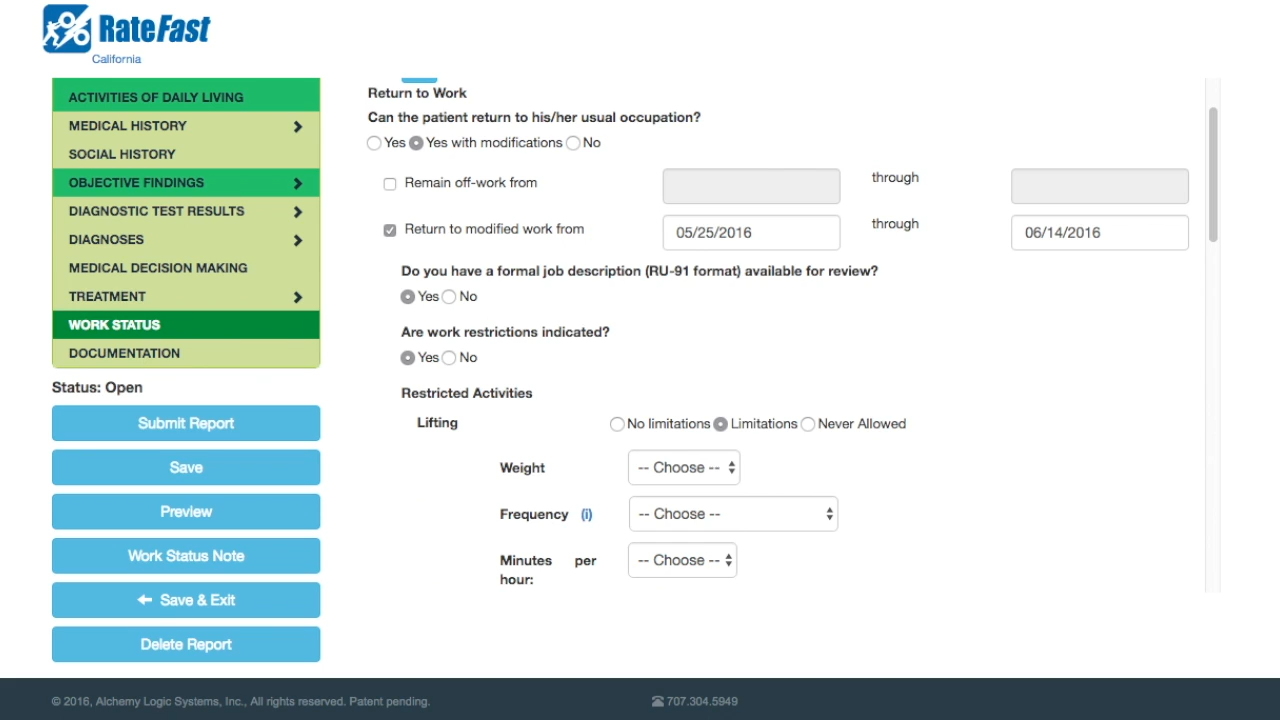 RateFast
California
ACTIVITIES OF DAILY LIVING
MEDICAL HISTORY
SOCIAL HISTORY
OBJECTIVE FINDINGS
DIAGNOSTIC TEST RESULTS
DIAGNOSES
MEDICAL DECISION MAKING
TREATMENT
WORK STATUS
DOCUMENTATION
Status: Open
Submit Report
Save
Preview
Work Status Note
Save & Exit
Delete Report
Return to Work
Can the patient return to his/her usual occupation?
Yes Yes with modifications No
Remain off-work from through
Return to modified work from 05/25/2016 through 06/14/2016
Do you have a formal job description (RU-91 format) available for review?
Yes No
Are work restrictions indicated?
Yes No
Restricted Activities
Lifting No limitations Limitations Never Allowed
Weight -- Choose --
Frequency (i) -- Choose --
Minutes per -- Choose --
hour:
© 2016, Alchemy Logic Systems, Inc., All rights reserved. Patent pending. 707.304.5949